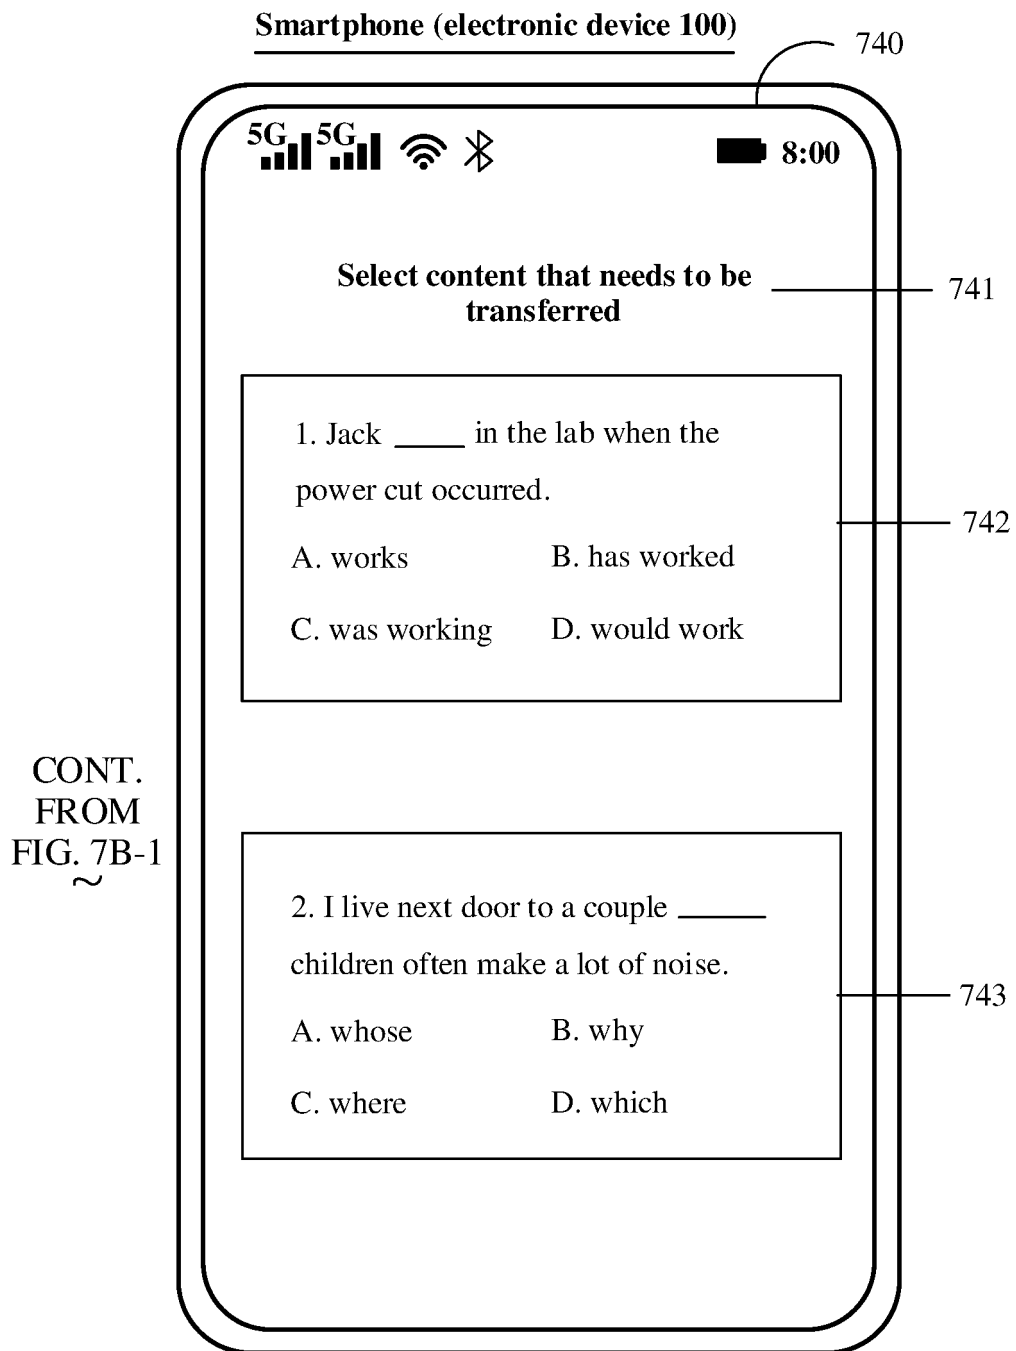 Smartphone (electronic device 100)
740
5G 5G 8:00
Select content that needs to be
transferred
741
1. Jack ____ in the lab when the
power cut occurred.
742
A. works B. has worked
C. was working D. would work
CONT.
FROM
FIG. 7B-1
~
2. I live next door to a couple ____
children often make a lot of noise.
743
A. whose B. why
C. where D. which